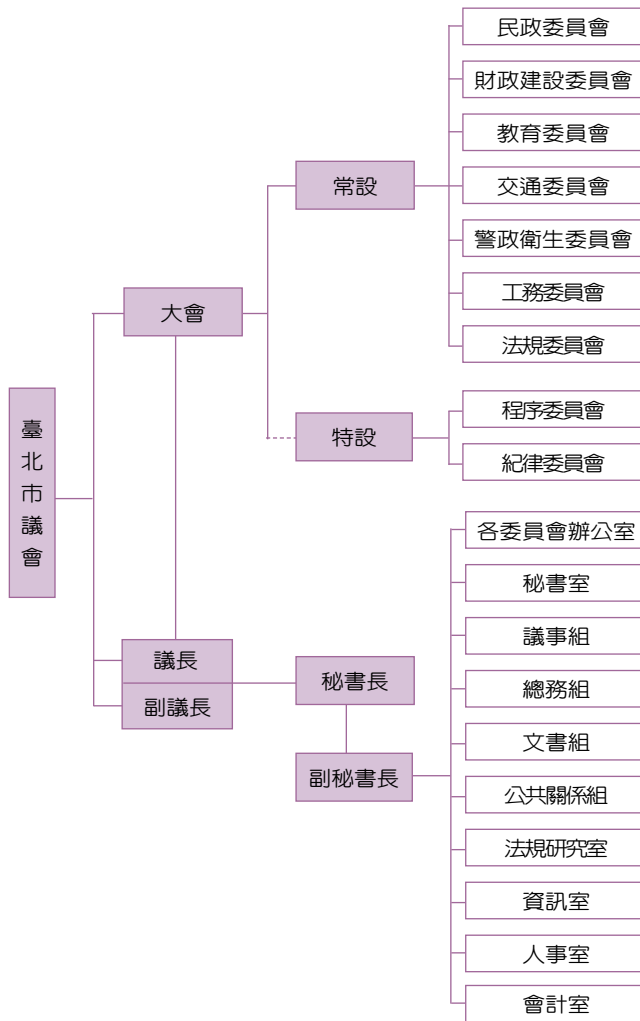 臺北市議會
大會
常設
民政委員會
財政建設委員會
教育委員會
交通委員會
警政衛生委員會
工務委員會
法規委員會
特設
程序委員會
紀律委員會
議長
副議長
秘書長
副秘書長
各委員會辦公室
秘書室
議事組
總務組
文書組
公共關係組
法規研究室
資訊室
人事室
會計室